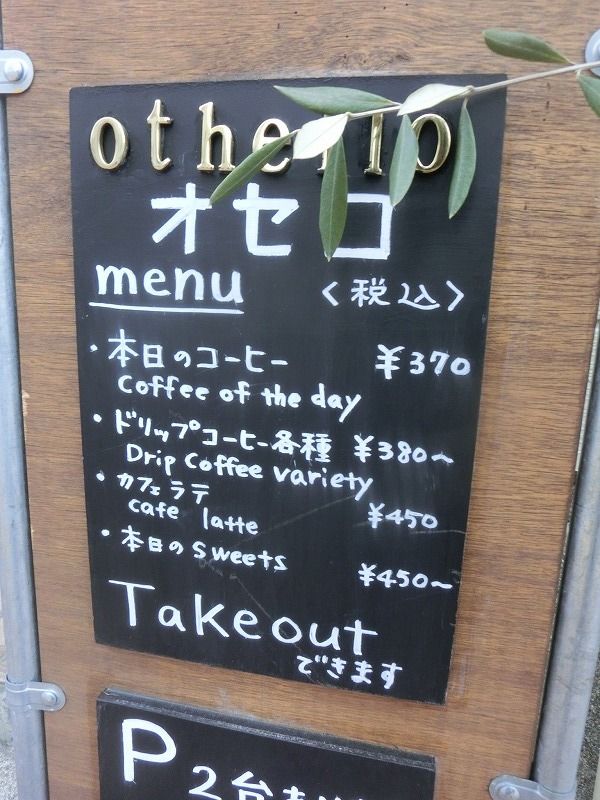 othello
オセロ
menu 〈税込〉
・本日のコーヒー ¥370
Coffee of the day
・ドリップコーヒー各種 ¥380〜
Drip Coffee variety
・カフェラテ
cafe latte ¥450
・本日のSweets
¥450〜
Takeout
できます
P 2台